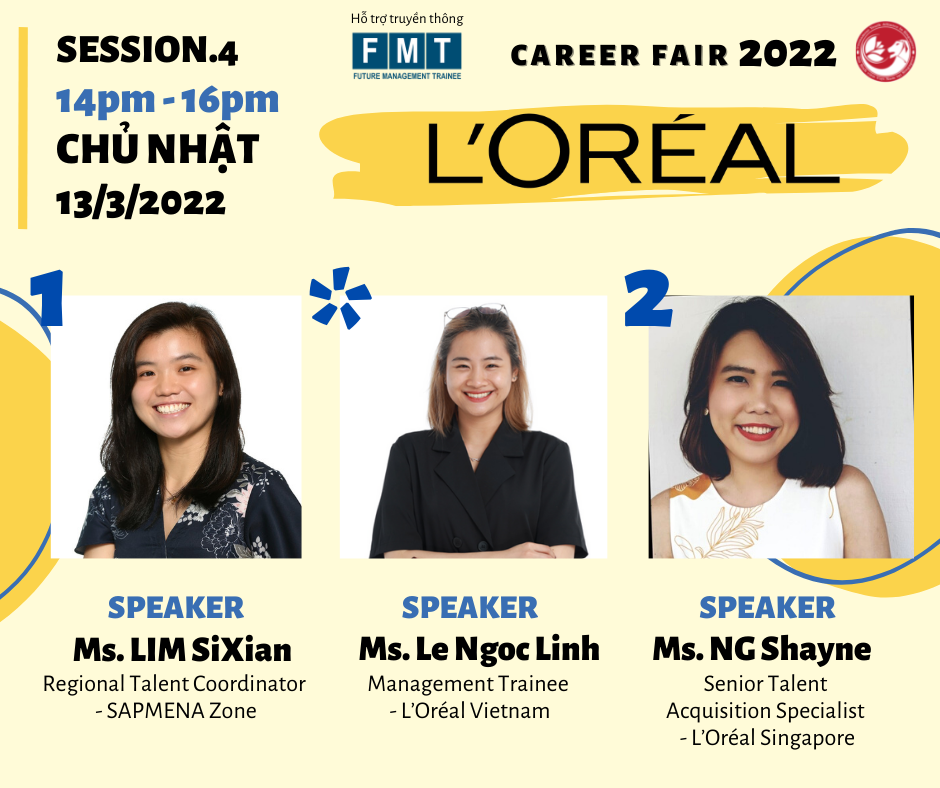 SESSION.4
14pm - 16pm
CHỦ NHẬT
13/3/2022
Hỗ trợ truyền thông
FMT
FUTURE MANAGEMENT TRAINEE
CAREER FAIR 2022
L'ORÉAL
1
2
SPEAKER
Ms. LIM SiXian
Regional Talent Coordinator
- SAPMENA Zone
SPEAKER
Ms. Le Ngoc Linh
Management Trainee
- L'Oréal Vietnam
SPEAKER
Ms. NG Shayne
Senior Talent
Acquisition Specialist
- L'Oréal Singapore